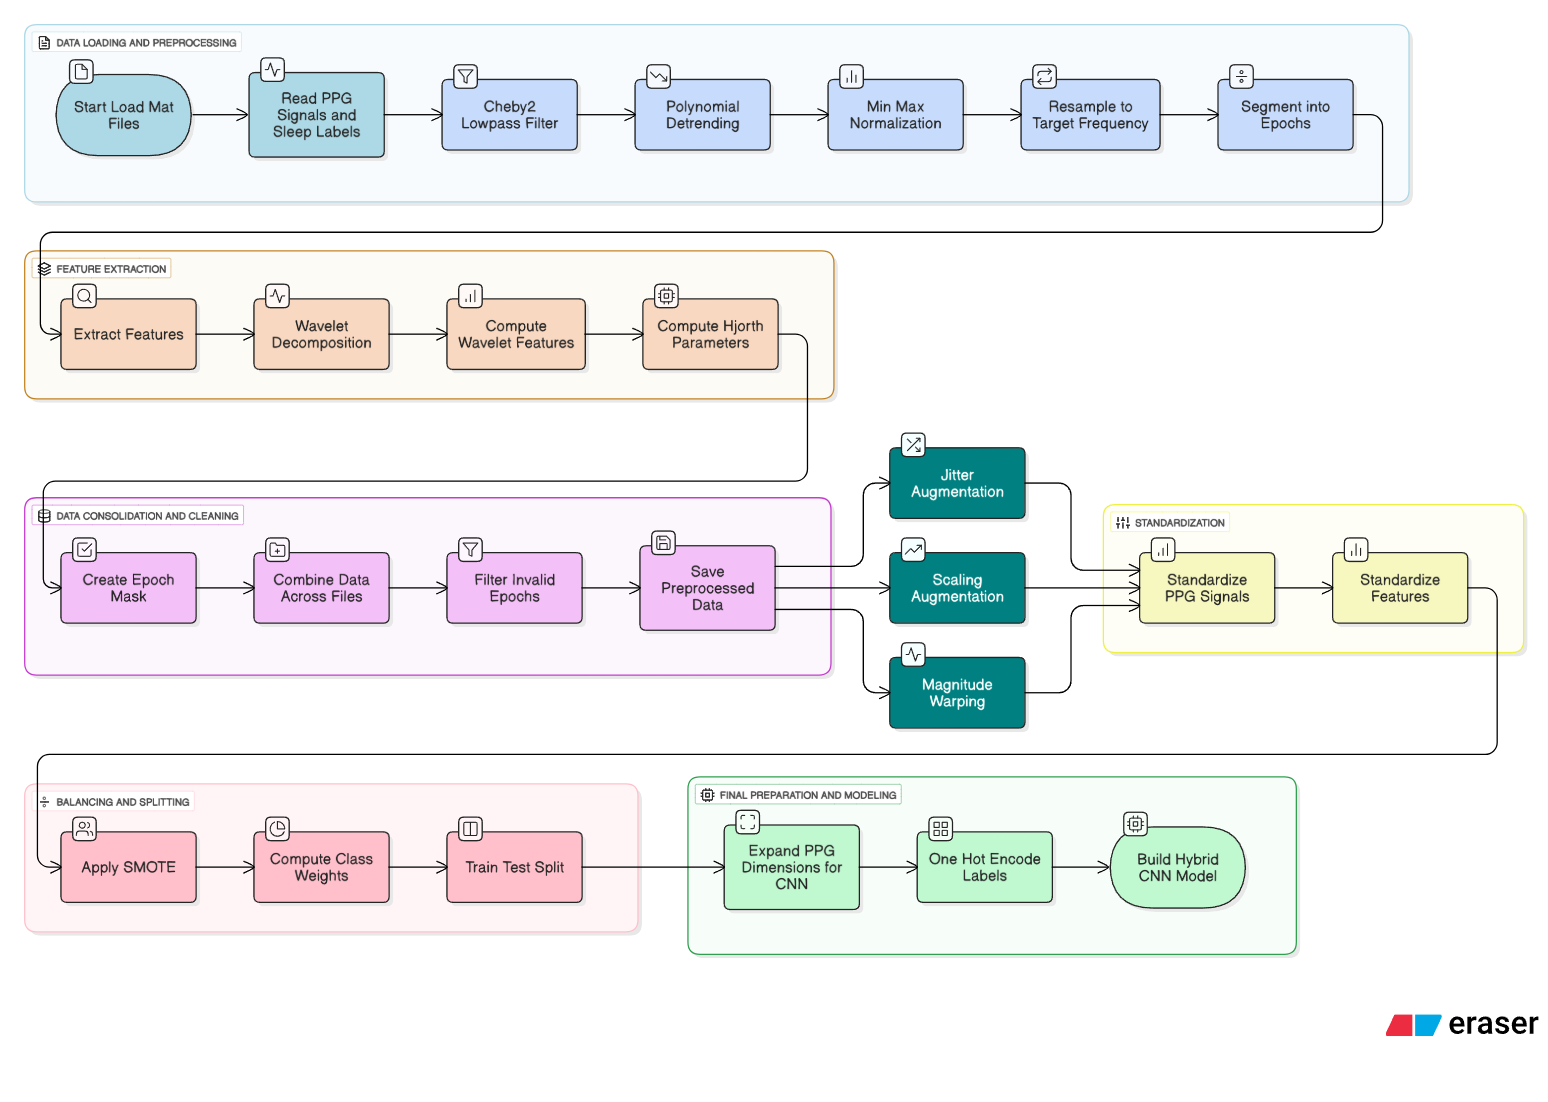 DATA LOADING AND PREPROCESSING
Start Load Mat
Files
Read PPG
Signals and
Sleep Labels
Cheby2
Lowpass Filter
Polynomial
Detrending
Min Max
Normalization
Resample to
Target Frequency
Segment into
Epochs
FEATURE EXTRACTION
Extract Features
Wavelet
Decomposition
Compute
Wavelet Features
Compute Hjorth
Parameters
DATA CONSOLIDATION AND CLEANING
Create Epoch
Mask
Combine Data
Across Files
Filter Invalid
Epochs
Save
Preprocessed
Data
Jitter
Augmentation
Scaling
Augmentation
Magnitude
Warping
STANDARDIZATION
Standardize
PPG Signals
Standardize
Features
BALANCING AND SPLITTING
Apply SMOTE
Compute Class
Weights
Train Test Split
FINAL PREPARATION AND MODELING
Expand PPG
Dimensions for
CNN
One Hot Encode
Labels
Build Hybrid
CNN Model
eraser